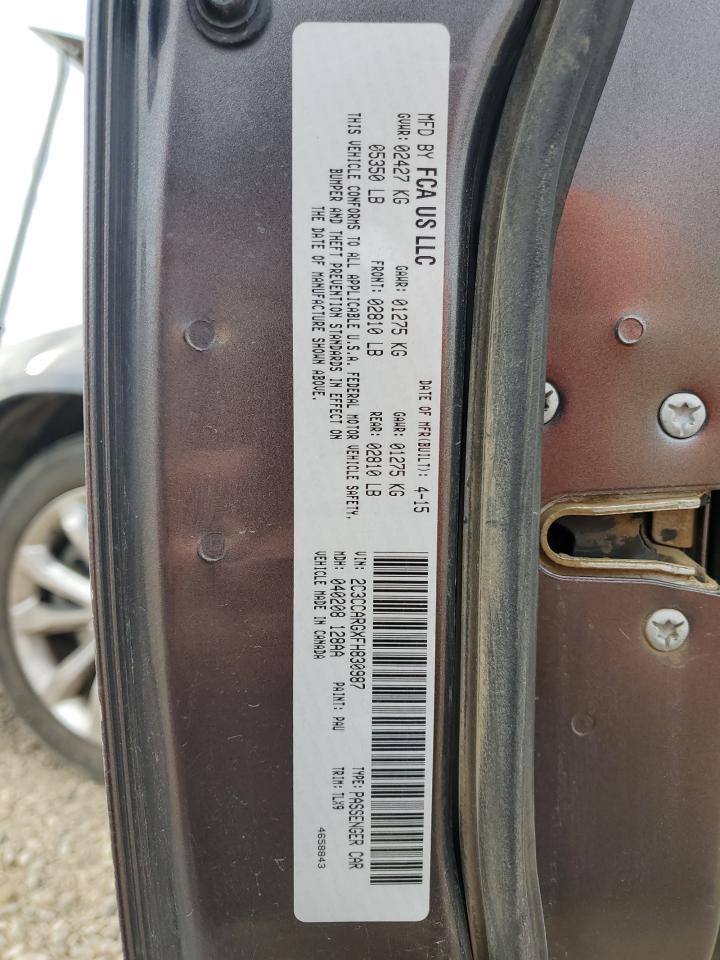 MFD BY FCA US LLC
DATE OF MFR(BUILT): 4-15
GVWR: 02427 KG GAWR: 01275 KG GAWR: 01275 KG
05350 LB FRONT: 02810 LB REAR: 02810 LB
THIS VEHICLE CONFORMS TO ALL APPLICABLE U.S.A. FEDERAL MOTOR VEHICLE SAFETY,
BUMPER AND THEFT PREVENTION STANDARDS IN EFFECT ON
THE DATE OF MANUFACTURE SHOWN ABOVE.
VIN: 2C3CCARGXFH830987 TYPE: PASSENGER CAR
MDH: 040208 128AA PAINT: PAU TRIM: TLX9
VEHICLE MADE IN CANADA
4658843